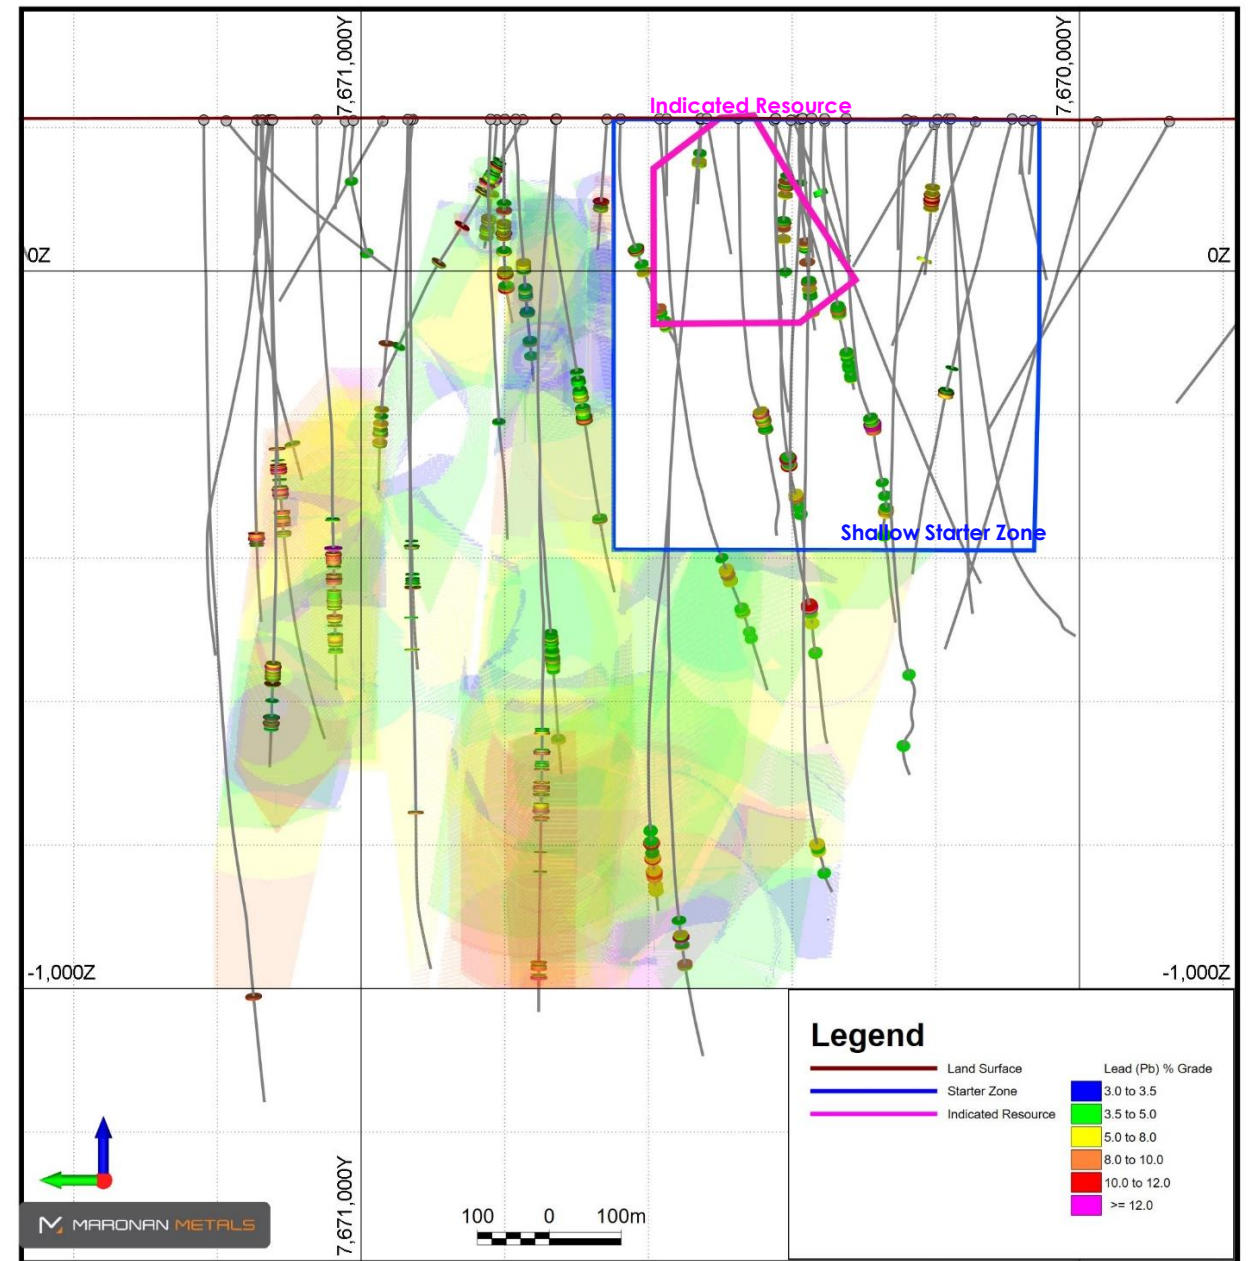 7,671,000Y
7,670,000Y
Indicated Resource
0Z
0Z
Shallow Starter Zone
-1,000Z
-1,000Z
Legend
Land Surface
Starter Zone
Indicated Resource
Lead (Pb) % Grade
3.0 to 3.5
3.5 to 5.0
5.0 to 8.0
8.0 to 10.0
10.0 to 12.0
>= 12.0
7,671,000Y
MARONAN METALS
100 0 100m